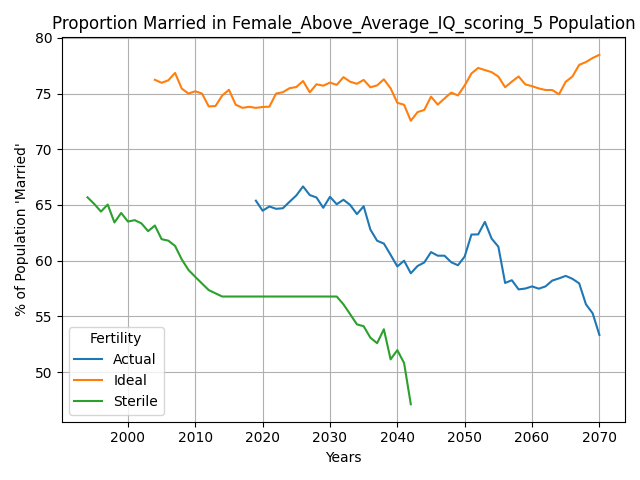 Proportion Married in Female_Above_Average_IQ_scoring_5 Population
% of Population 'Married'
80
75
70
65
60
55
50
Fertility
Actual
Ideal
Sterile
2000 2010 2020 2030 2040 2050 2060 2070
Years